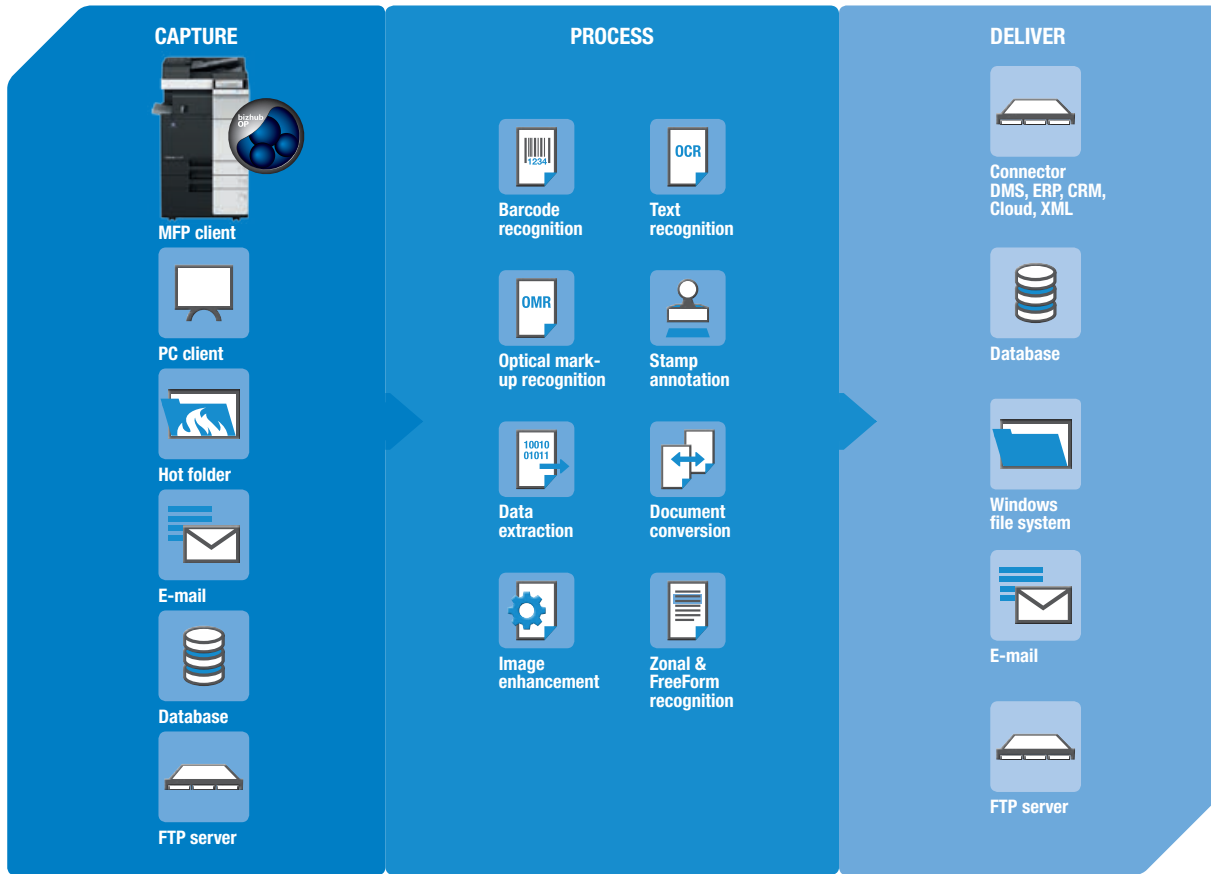 CAPTURE
bizhub
OP
MFP client
PC client
Hot folder
E-mail
Database
FTP server
PROCESS
1234
Barcode
recognition
OCR
Text
recognition
OMR
Optical mark-
up recognition
Stamp
annotation
10010
01011
Data
extraction
Document
conversion
Image
enhancement
Zonal &
FreeForm
recognition
DELIVER
Connector
DMS, ERP, CRM,
Cloud, XML
Database
Windows
file system
E-mail
FTP server